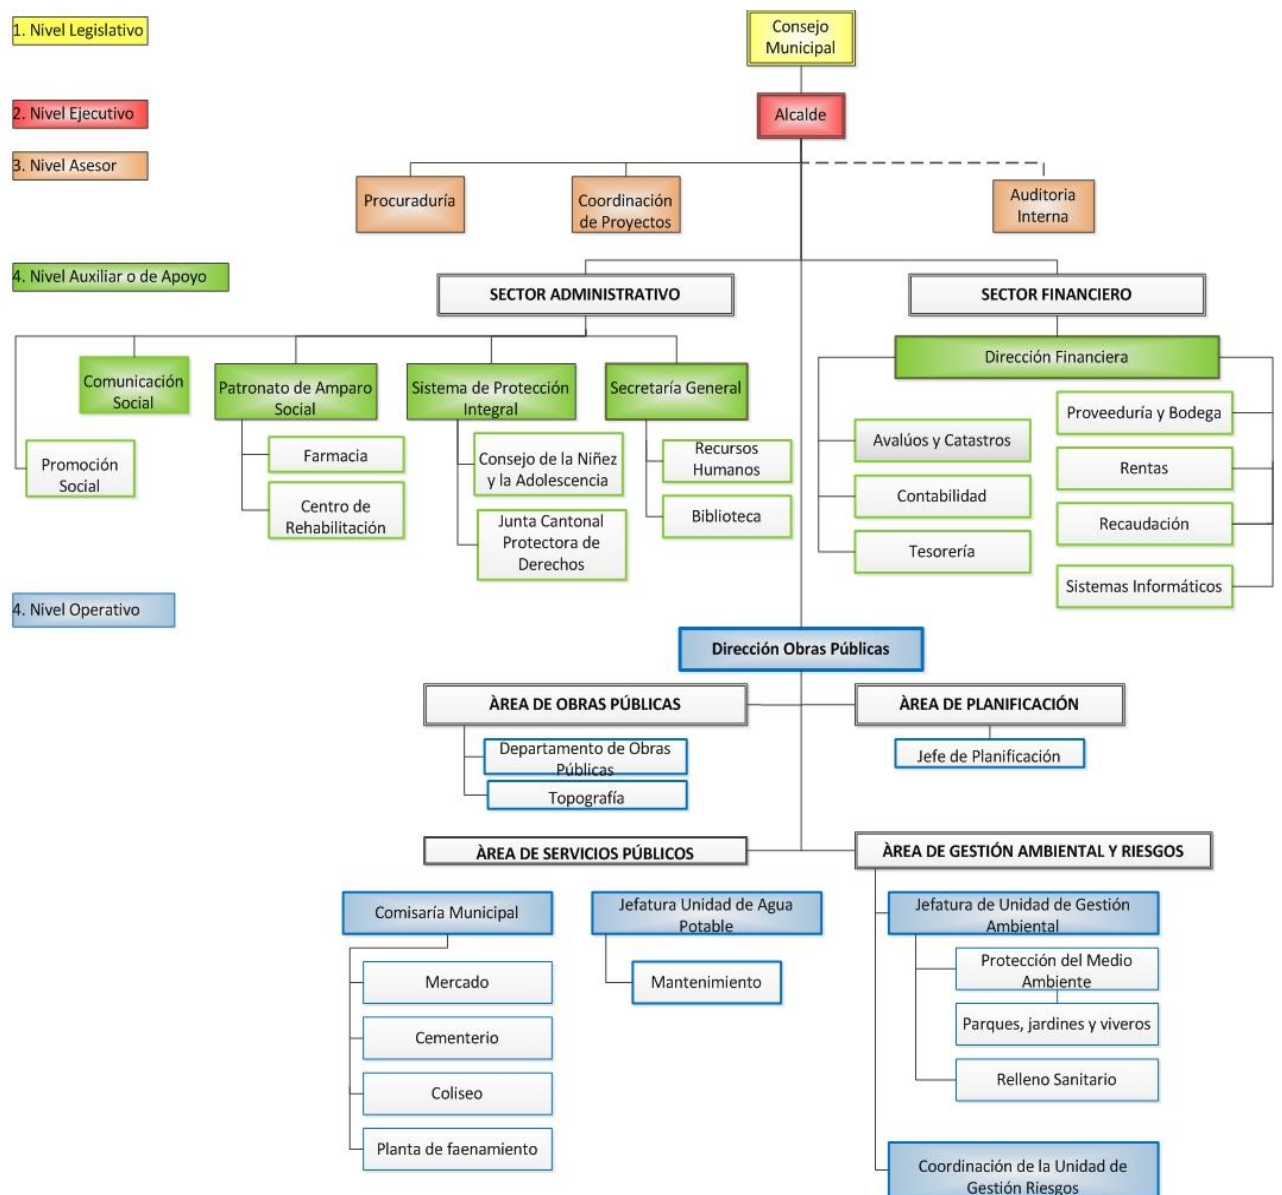 1. Nivel Legislativo
Consejo
Municipal
2. Nivel Ejecutivo
Alcalde
3. Nivel Asesor
Procuraduría
Coordinación
de Proyectos
Auditoria
Interna
4. Nivel Auxiliar o de Apoyo
SECTOR ADMINISTRATIVO
SECTOR FINANCIERO
Comunicación
Social
Patronato de Amparo
Social
Sistema de Protección
Integral
Secretaría General
Dirección Financiera
Promoción
Social
Farmacia
Centro de
Rehabilitación
Consejo de la Niñez
y la Adolescencia
Junta Cantonal
Protectora de
Derechos
Recursos
Humanos
Biblioteca
Avalúos y Catastros
Contabilidad
Tesorería
Proveeduría y Bodega
Rentas
Recaudación
Sistemas Informáticos
4. Nivel Operativo
Dirección Obras Públicas
ÀREA DE OBRAS PÚBLICAS
ÀREA DE PLANIFICACIÓN
Departamento de Obras
Públicas
Topografía
Jefe de Planificación
ÀREA DE SERVICIOS PÚBLICOS
ÀREA DE GESTIÓN AMBIENTAL Y RIESGOS
Comisaría Municipal
Mercado
Cementerio
Coliseo
Planta de faenamiento
Jefatura Unidad de Agua
Potable
Mantenimiento
Jefatura de Unidad de Gestión
Ambiental
Protección del Medio
Ambiente
Parques, jardines y viveros
Relleno Sanitario
Coordinación de la Unidad de
Gestión Riesgos